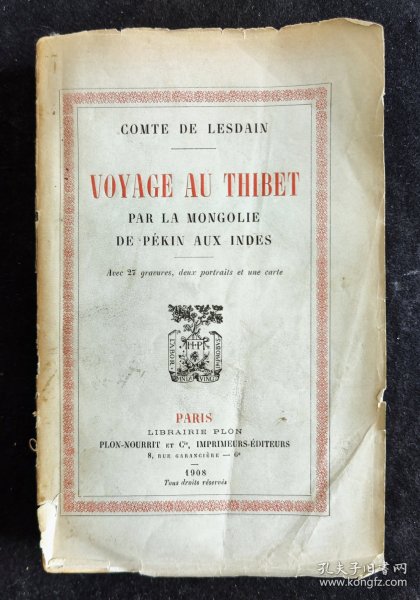 COMTE DE LESDAIN
VOYAGE AU THIBET
PAR LA MONGOLIE
DE PÉKIN AUX INDES
Avec 27 gravures, deux portraits et une carte
PARIS
LIBRAIRIE PLON
PLON-NOURRIT ET Cie, IMPRIMEURS-ÉDITEURS
8, RUE GARANCIÈRE — 6e
1908
Tous droits réservés
孔夫子旧书网
www.kongfz.com